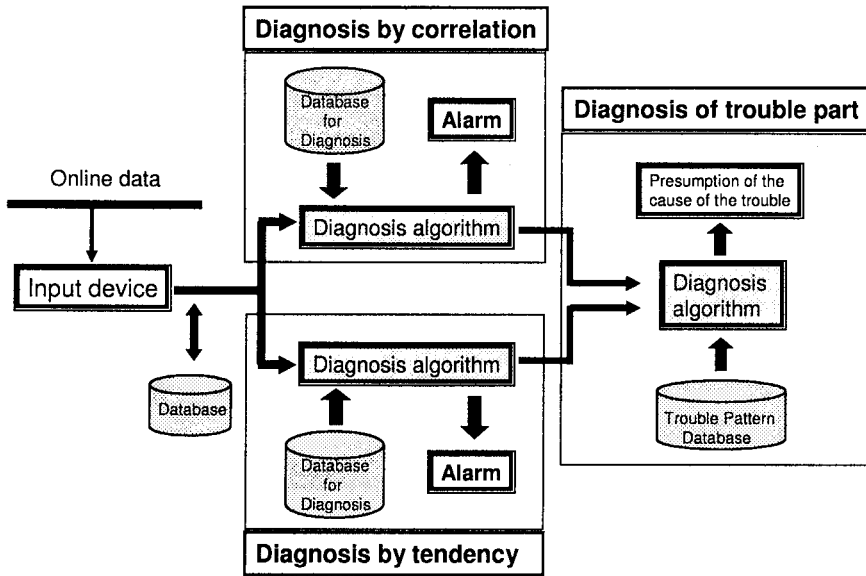 Diagnosis by correlation
Database
for
Diagnosis
Alarm
Diagnosis algorithm
Online data
Input device
Database
Diagnosis algorithm
Database
for
Diagnosis
Alarm
Diagnosis by tendency
Diagnosis of trouble part
Presumption of the
cause of the trouble
Diagnosis
algorithm
Trouble Pattern
Database